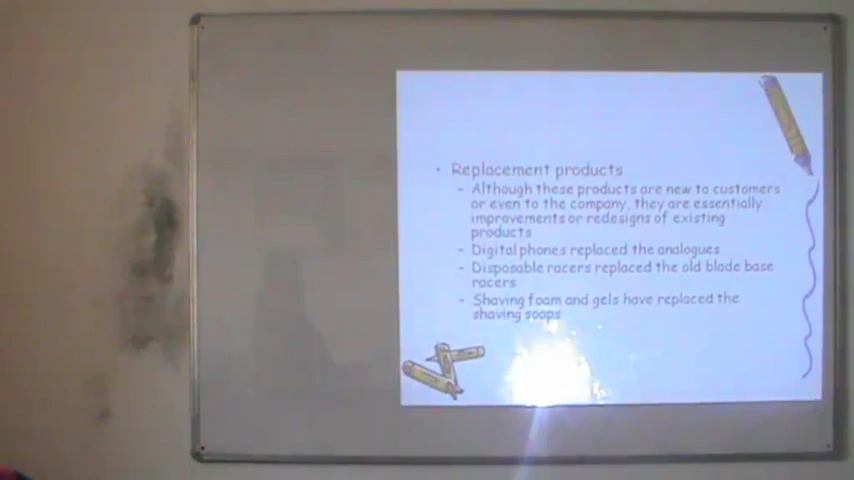 • Replacement products
– Although these products are new to customers
or even to the company, they are essentially
improvements or redesigns of existing
products
– Digital phones replaced the analogues
– Disposable racers replaced the old blade base
racers
– Shaving foam and gels have replaced the
shaving soaps